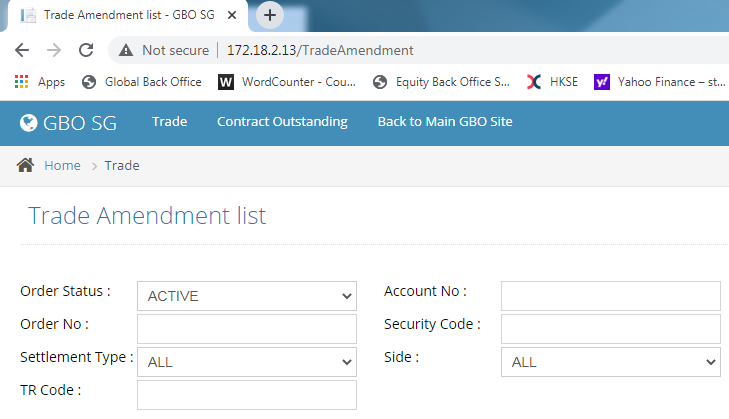 Trade Amendment list - GBO SG
Not secure | 172.18.2.13/TradeAmendment
Apps Global Back Office W WordCounter - Cou... Equity Back Office S... HKSE y! Yahoo Finance – st...
GBO SG Trade Contract Outstanding Back to Main GBO Site
Home > Trade
Trade Amendment list
Order Status : ACTIVE Account No :
Order No : Security Code :
Settlement Type : ALL Side : ALL
TR Code :